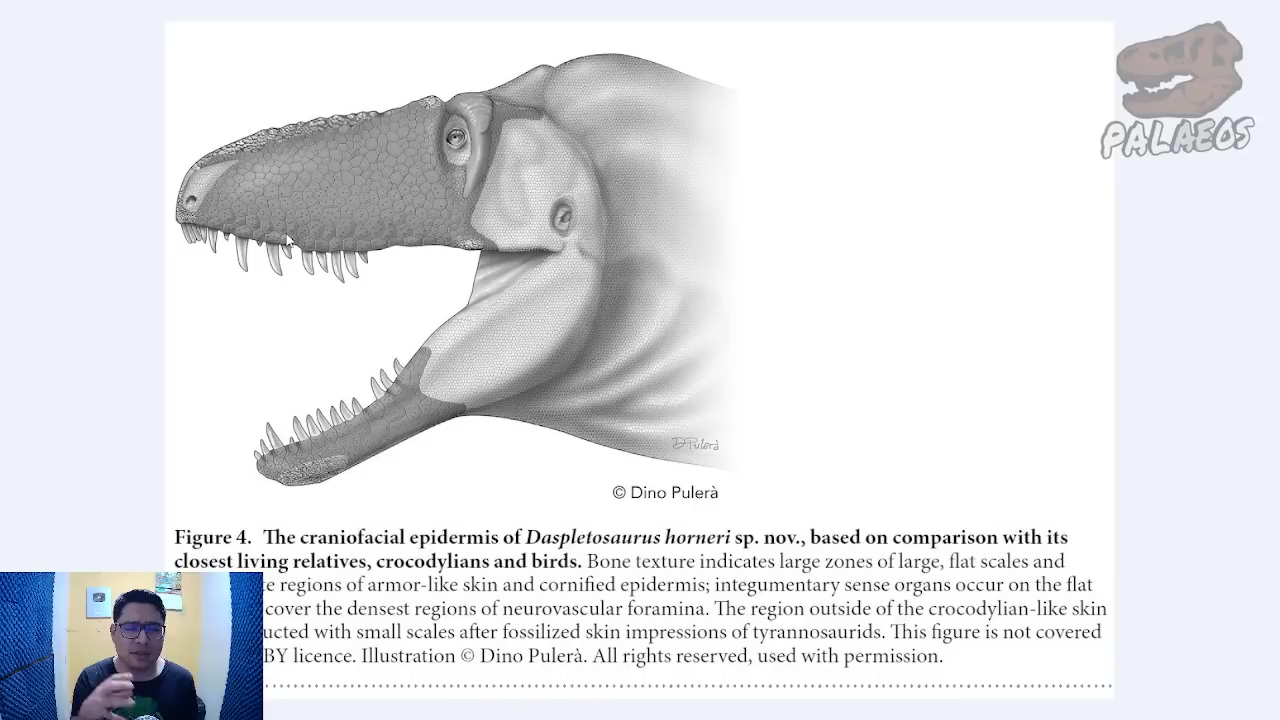 PALAEOS
D Pulerà
© Dino Pulerà
Figure 4. The craniofacial epidermis of Daspletosaurus horneri sp. nov., based on comparison with its
closest living relatives, crocodylians and birds. Bone texture indicates large zones of large, flat scales and
regions of armor-like skin and cornified epidermis; integumentary sense organs occur on the flat
cover the densest regions of neurovascular foramina. The region outside of the crocodylian-like skin
with small scales after fossilized skin impressions of tyrannosaurids. This figure is not covered
BY licence. Illustration © Dino Pulerà. All rights reserved, used with permission.